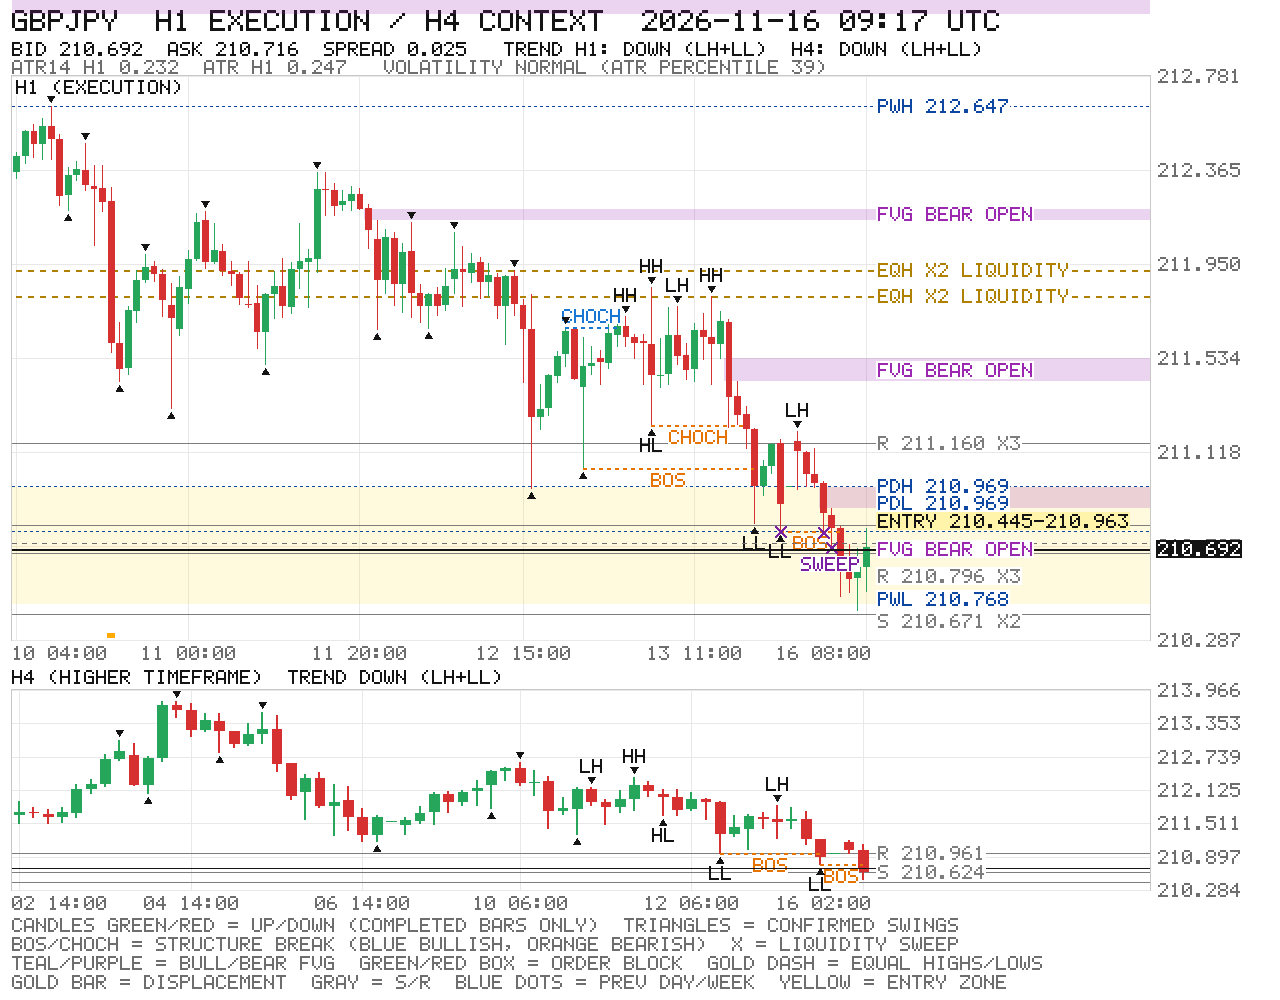 GBPJPY  H1 EXECUTION / H4 CONTEXT  2026-11-16 09:17 UTC
BID 210.692  ASK 210.716  SPREAD 0.025   TREND H1: DOWN (LH+LL)  H4: DOWN (LH+LL)
ATR14 H1 0.232  ATR H1 0.247   VOLATILITY NORMAL (ATR PERCENTILE 39)
212.781
H1 (EXECUTION)
PWH 212.647
212.365
FVG BEAR OPEN
HH
211.950
EQH X2 LIQUIDITY
HH
LH
HH
EQH X2 LIQUIDITY
CHOCH
211.534
FVG BEAR OPEN
LH
CHOCH
HL
R 211.160 X3
211.118
BOS
PDH 210.969
PDL 210.969
ENTRY 210.445-210.963
LL
LL
BOS
FVG BEAR OPEN
210.692
SWEEP
R 210.796 X3
PWL 210.768
S 210.671 X2
210.287
10 04:00
11 00:00
11 20:00
12 15:00
13 11:00
16 08:00
H4 (HIGHER TIMEFRAME)  TREND DOWN (LH+LL)
213.966
213.353
212.739
LH
HH
LH
212.125
211.511
HL
R 210.961
210.897
BOS
LL
S 210.624
BOS
LL
210.284
02 14:00
04 14:00
06 14:00
10 06:00
12 06:00
16 02:00
CANDLES GREEN/RED = UP/DOWN (COMPLETED BARS ONLY)  TRIANGLES = CONFIRMED SWINGS
BOS/CHOCH = STRUCTURE BREAK (BLUE BULLISH, ORANGE BEARISH)  X = LIQUIDITY SWEEP
TEAL/PURPLE = BULL/BEAR FVG  GREEN/RED BOX = ORDER BLOCK  GOLD DASH = EQUAL HIGHS/LOWS
GOLD BAR = DISPLACEMENT  GRAY = S/R  BLUE DOTS = PREV DAY/WEEK  YELLOW = ENTRY ZONE